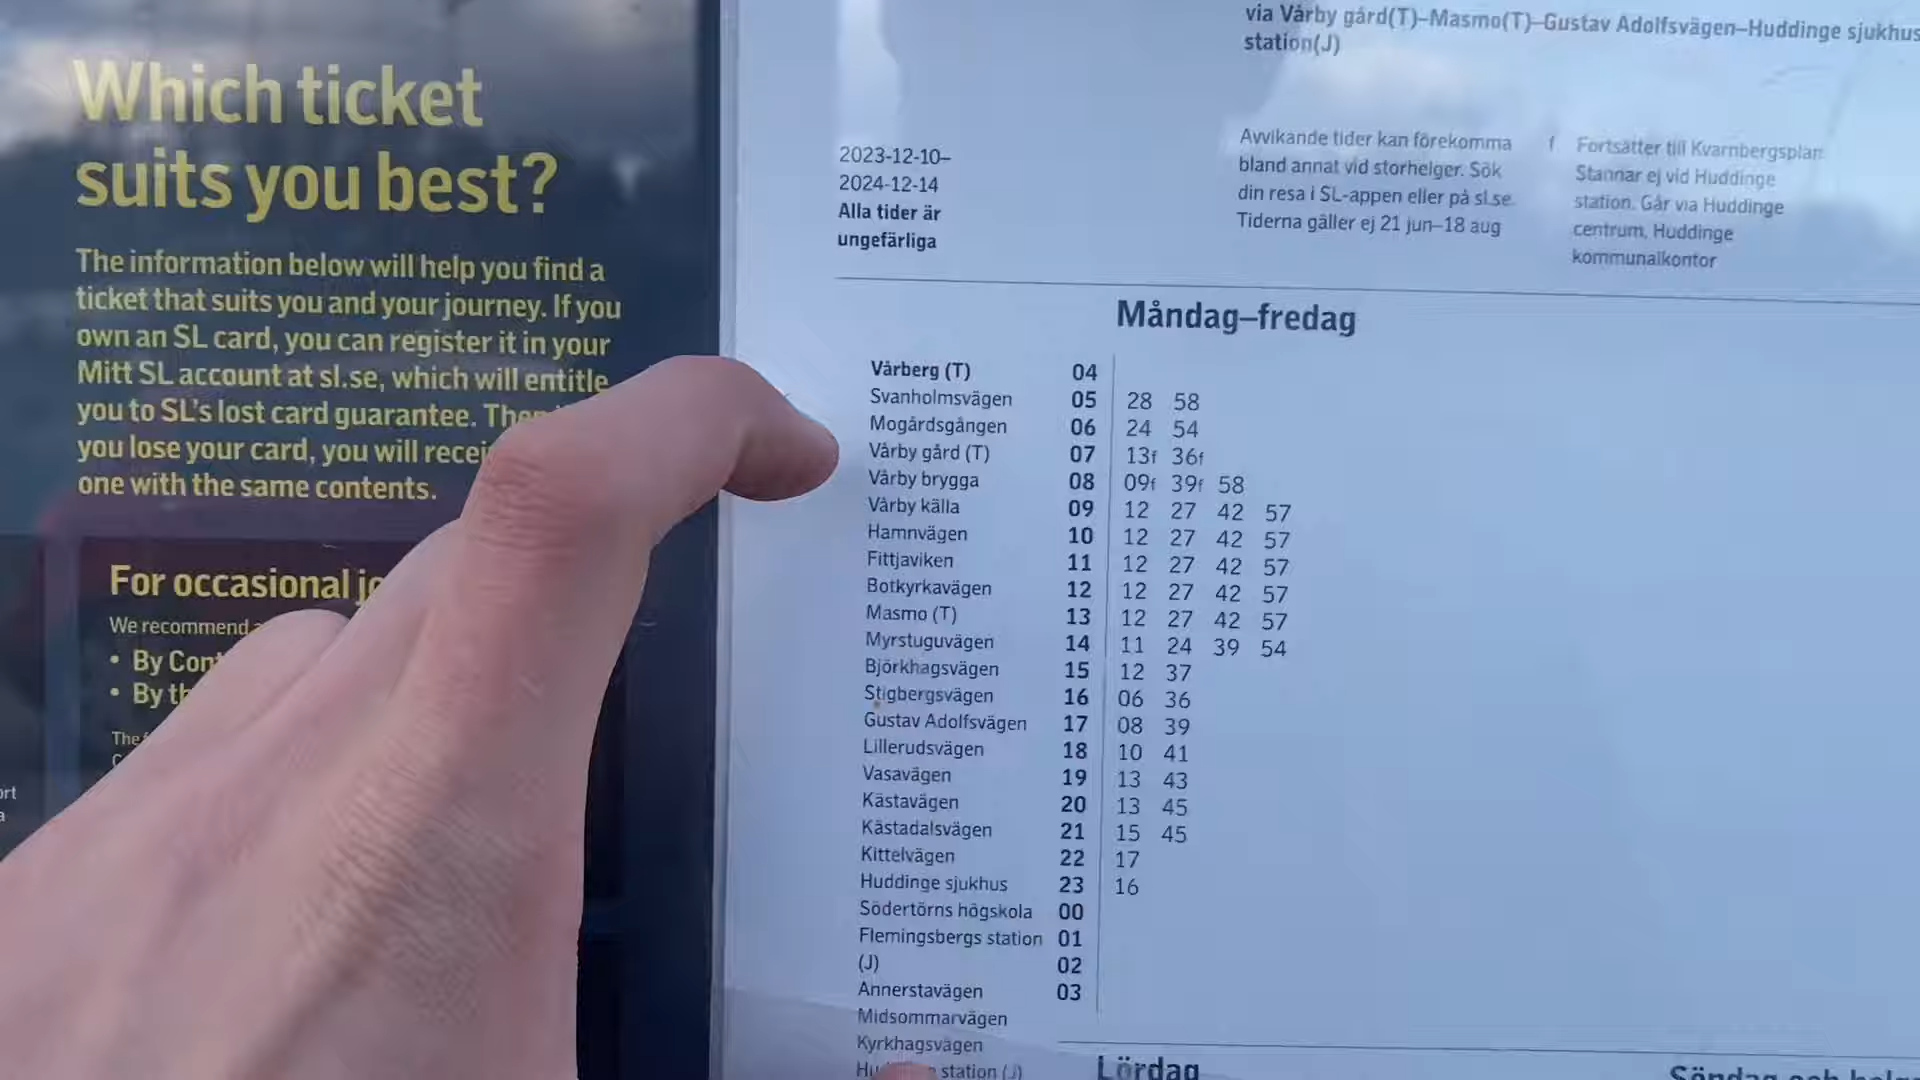 Which ticket
suits you best?
The information below will help you find a
ticket that suits you and your journey. If you
own an SL card, you can register it in your
Mitt SL account at sl.se, which will entitle
you to SL's lost card guarantee.
you lose your card, you will
one with the same contents.
For occasional
We recommend
• By
• By
The
via Vårby gård(T)–Masmo(T)–Gustav Adolfsvägen–Huddinge sjukhus
station(J)
2023-12-10–
2024-12-14
Alla tider är
ungefärliga
Avvikande tider kan förekomma
bland annat vid storhelger. Sök
din resa i SL-appen eller på sl.se.
Tiderna gäller ej 21 jun–18 aug
f Fortsätter till Kvarnbergsplan.
Stannar ej vid Huddinge
station. Går via Huddinge
centrum, Huddinge
kommunalkontor
Måndag–fredag
Vårberg (T)
Svanholmsvägen
Mogårdsgången
Vårby gård (T)
Vårby brygga
Vårby källa
Hamnvägen
Fittjaviken
Botkyrkavägen
Masmo (T)
Myrstuguvägen
Björkhagsvägen
Stigbergsvägen
Gustav Adolfsvägen
Lillerudsvägen
Vasavägen
Kästavägen
Kästadalsvägen
Kittelvägen
Huddinge sjukhus
Södertörns högskola
Flemingsbergs station
(J)
Annerstavägen
Midsommarvägen
Kyrkhagsvägen
station (J)
04
05 28 58
06 24 54
07 13f 36f
08 09f 39f 58
09 12 27 42 57
10 12 27 42 57
11 12 27 42 57
12 12 27 42 57
13 12 27 42 57
14 11 24 39 54
15 12 37
16 06 36
17 08 39
18 10 41
19 13 43
20 13 45
21 15 45
22 17
23 16
00
01
02
03
Lördag
Söndag och